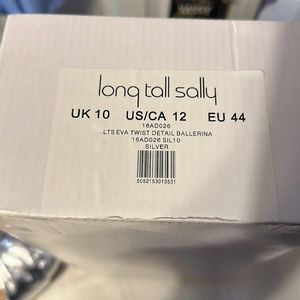 long tall sally
UK 10 US/CA 12 EU 44
16AD026
LTS EVA TWIST DETAIL BALLERINA
16AD026 SIL10
SILVER
5052153013531